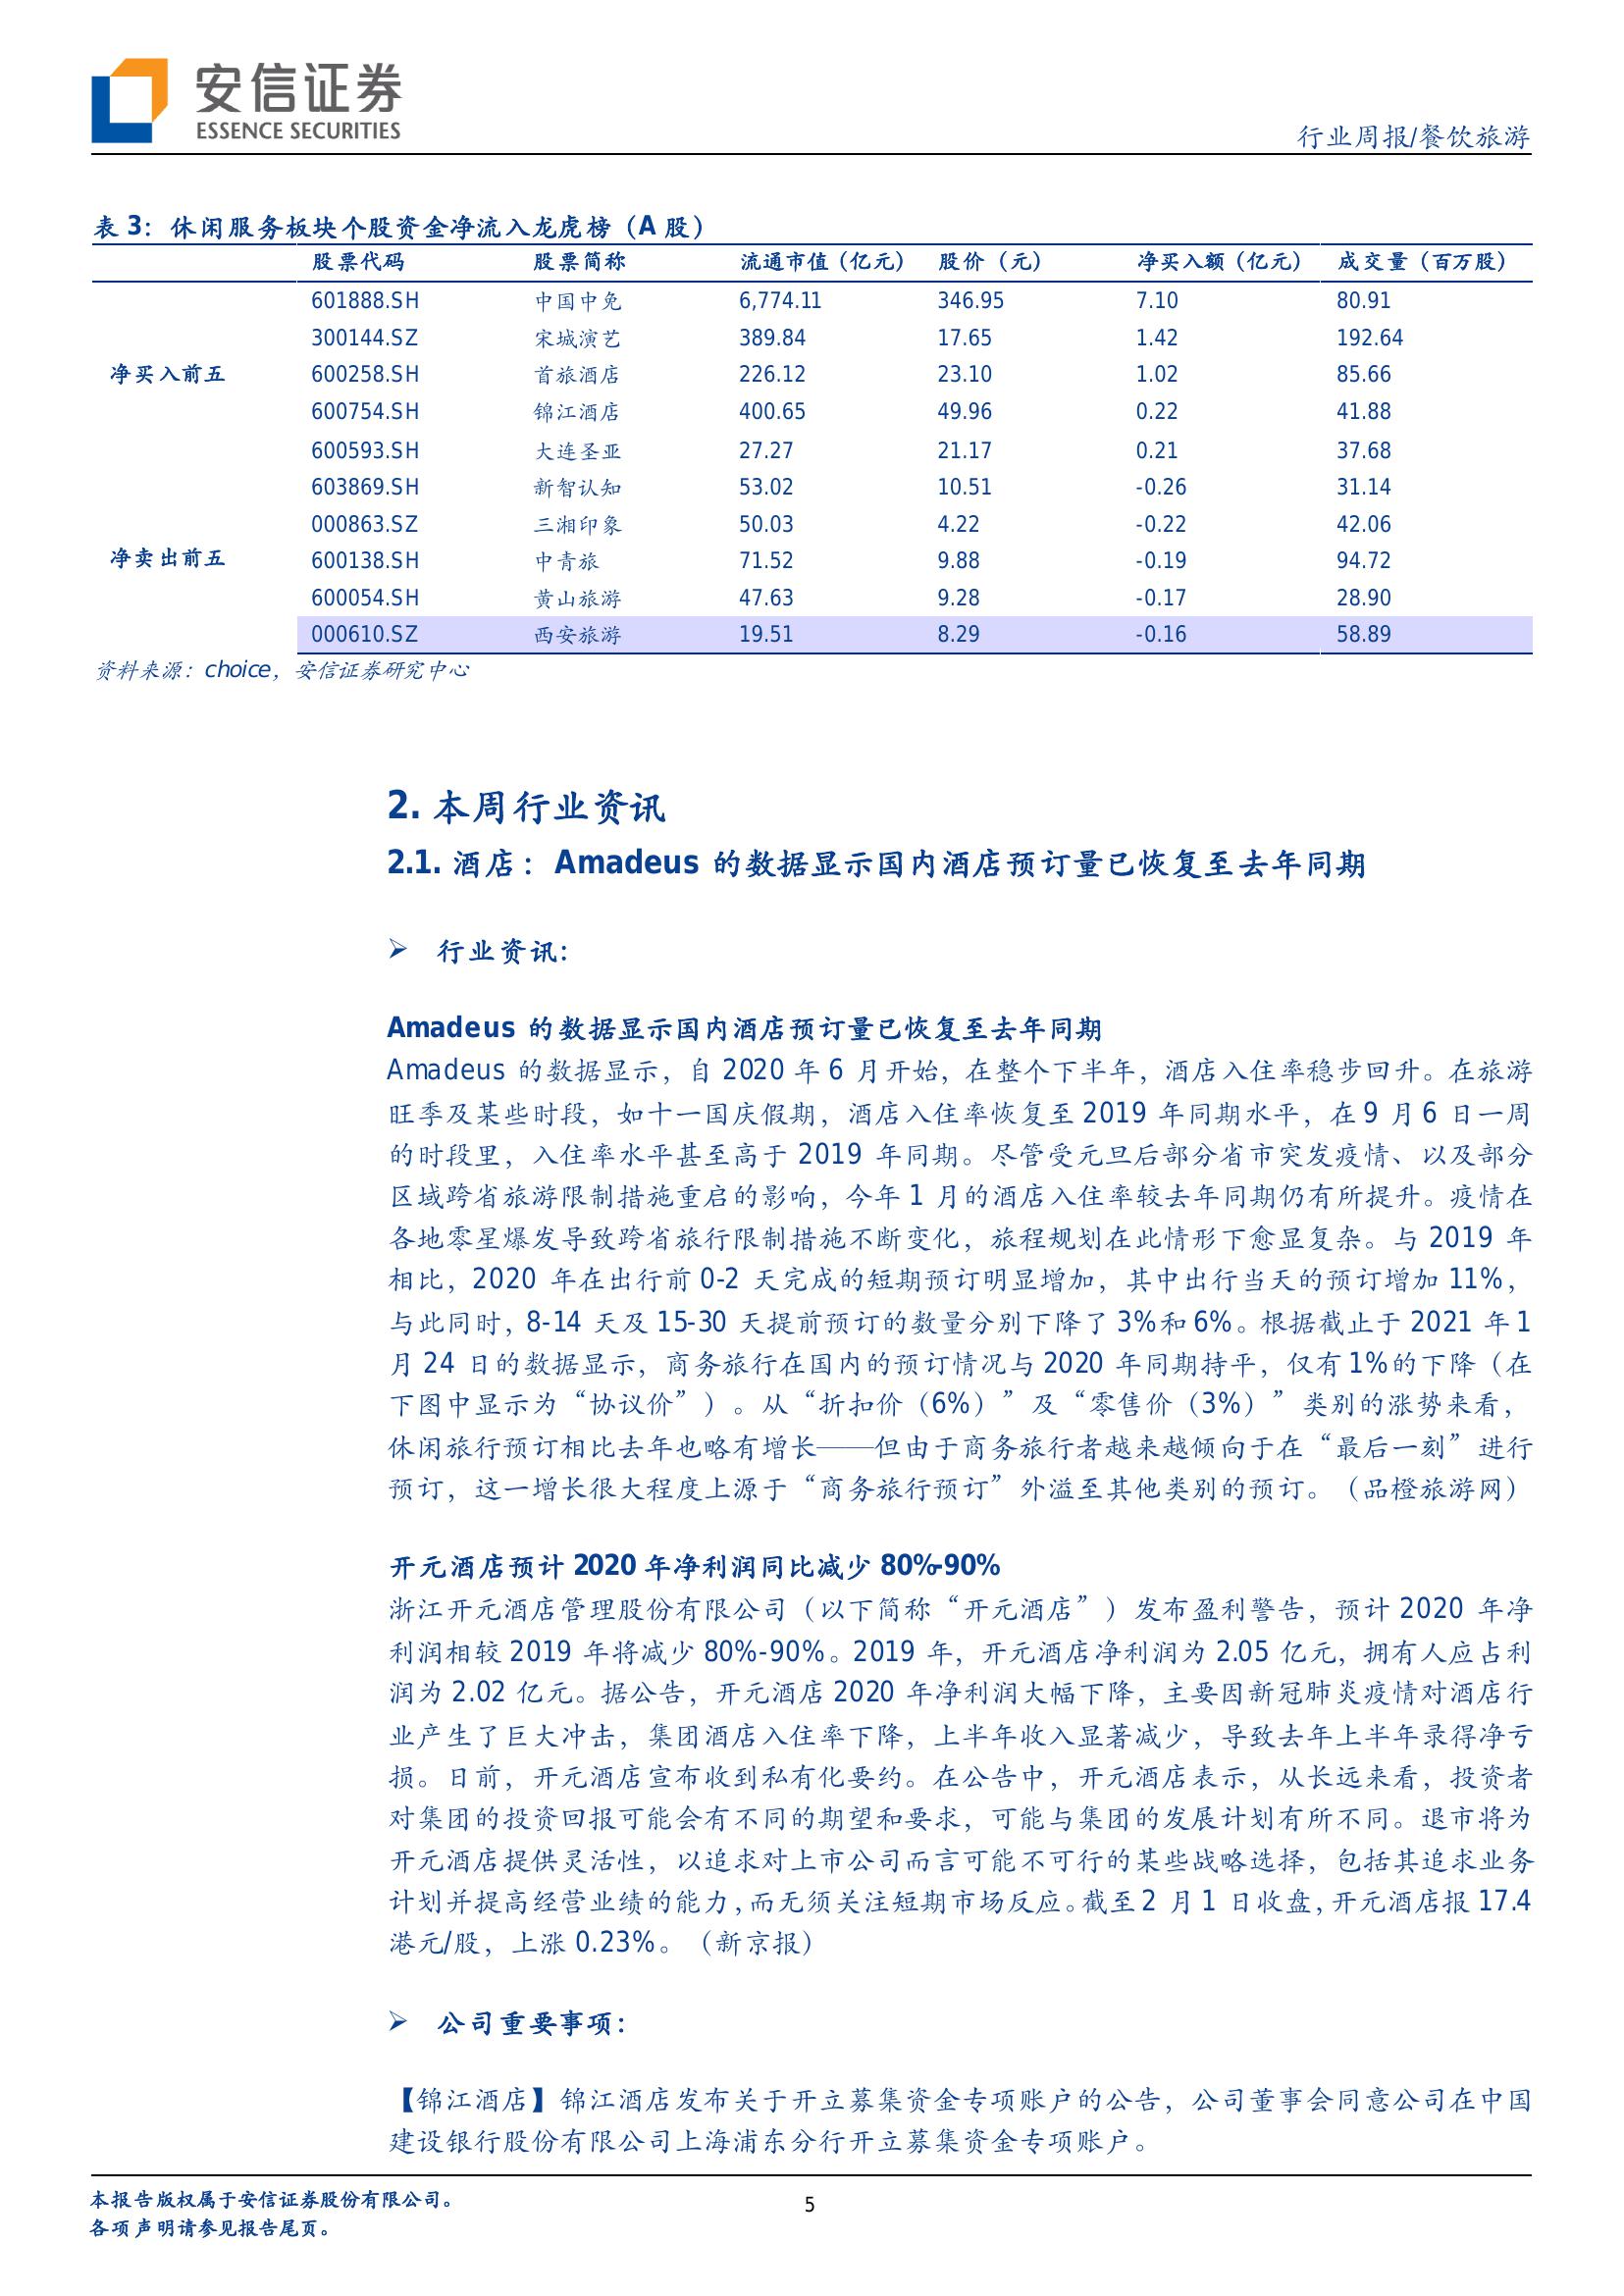 安信证券
ESSENCE SECURITIES
行业周报/餐饮旅游
表 3：休闲服务板块个股资金净流入龙虎榜（A 股）
股票代码 股票简称 流通市值（亿元） 股价（元） 净买入额（亿元） 成交量（百万股）
601888.SH 中国中免 6,774.11 346.95 7.10 80.91
300144.SZ 宋城演艺 389.84 17.65 1.42 192.64
净买入前五 600258.SH 首旅酒店 226.12 23.10 1.02 85.66
600754.SH 锦江酒店 400.65 49.96 0.22 41.88
600593.SH 大连圣亚 27.27 21.17 0.21 37.68
603869.SH 新智认知 53.02 10.51 -0.26 31.14
000863.SZ 三湘印象 50.03 4.22 -0.22 42.06
净卖出前五 600138.SH 中青旅 71.52 9.88 -0.19 94.72
600054.SH 黄山旅游 47.63 9.28 -0.17 28.90
000610.SZ 西安旅游 19.51 8.29 -0.16 58.89
资料来源：choice，安信证券研究中心
2. 本周行业资讯
2.1. 酒店：Amadeus 的数据显示国内酒店预订量已恢复至去年同期
➢ 行业资讯：
Amadeus 的数据显示国内酒店预订量已恢复至去年同期
Amadeus 的数据显示，自 2020 年 6 月开始，在整个下半年，酒店入住率稳步回升。在旅游
旺季及某些时段，如十一国庆假期，酒店入住率恢复至 2019 年同期水平，在 9 月 6 日一周
的时段里，入住率水平甚至高于 2019 年同期。尽管受元旦后部分省市突发疫情、以及部分
区域跨省旅游限制措施重启的影响，今年 1 月的酒店入住率较去年同期仍有所提升。疫情在
各地零星爆发导致跨省旅行限制措施不断变化，旅程规划在此情形下愈显复杂。与 2019 年
相比，2020 年在出行前 0-2 天完成的短期预订明显增加，其中出行当天的预订增加 11%，
与此同时，8-14 天及 15-30 天提前预订的数量分别下降了 3%和 6%。根据截止于 2021 年 1
月 24 日的数据显示，商务旅行在国内的预订情况与 2020 年同期持平，仅有 1%的下降（在
下图中显示为“协议价”）。从“折扣价（6%）”及“零售价（3%）”类别的涨势来看，
休闲旅行预订相比去年也略有增长——但由于商务旅行者越来越倾向于在“最后一刻”进行
预订，这一增长很大程度上源于“商务旅行预订”外溢至其他类别的预订。（品橙旅游网）
开元酒店预计 2020 年净利润同比减少 80%-90%
浙江开元酒店管理股份有限公司（以下简称“开元酒店”）发布盈利警告，预计 2020 年净
利润相较 2019 年将减少 80%-90%。2019 年，开元酒店净利润为 2.05 亿元，拥有人应占利
润为 2.02 亿元。据公告，开元酒店 2020 年净利润大幅下降，主要因新冠肺炎疫情对酒店行
业产生了巨大冲击，集团酒店入住率下降，上半年收入显著减少，导致去年上半年录得净亏
损。日前，开元酒店宣布收到私有化要约。在公告中，开元酒店表示，从长远来看，投资者
对集团的投资回报可能会有不同的期望和要求，可能与集团的发展计划有所不同。退市将为
开元酒店提供灵活性，以追求对上市公司而言可能不可行的某些战略选择，包括其追求业务
计划并提高经营业绩的能力，而无须关注短期市场反应。截至 2 月 1 日收盘，开元酒店报 17.4
港元/股，上涨 0.23%。（新京报）
➢ 公司重要事项：
【锦江酒店】锦江酒店发布关于开立募集资金专项账户的公告，公司董事会同意公司在中国
建设银行股份有限公司上海浦东分行开立募集资金专项账户。
本报告版权属于安信证券股份有限公司。
各项声明请参见报告尾页。
5